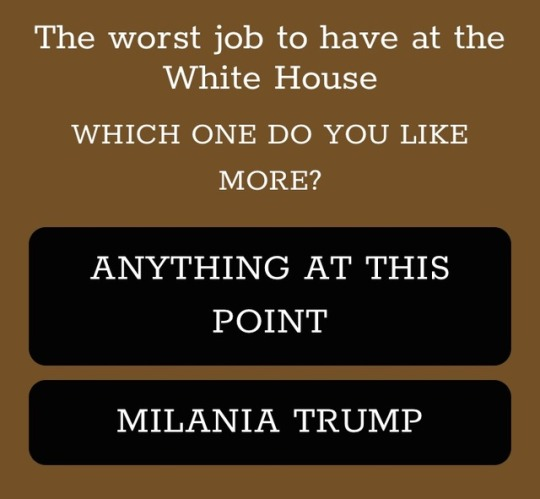 The worst job to have at the
White House
WHICH ONE DO YOU LIKE
MORE?
ANYTHING AT THIS
POINT
MILANIA TRUMP